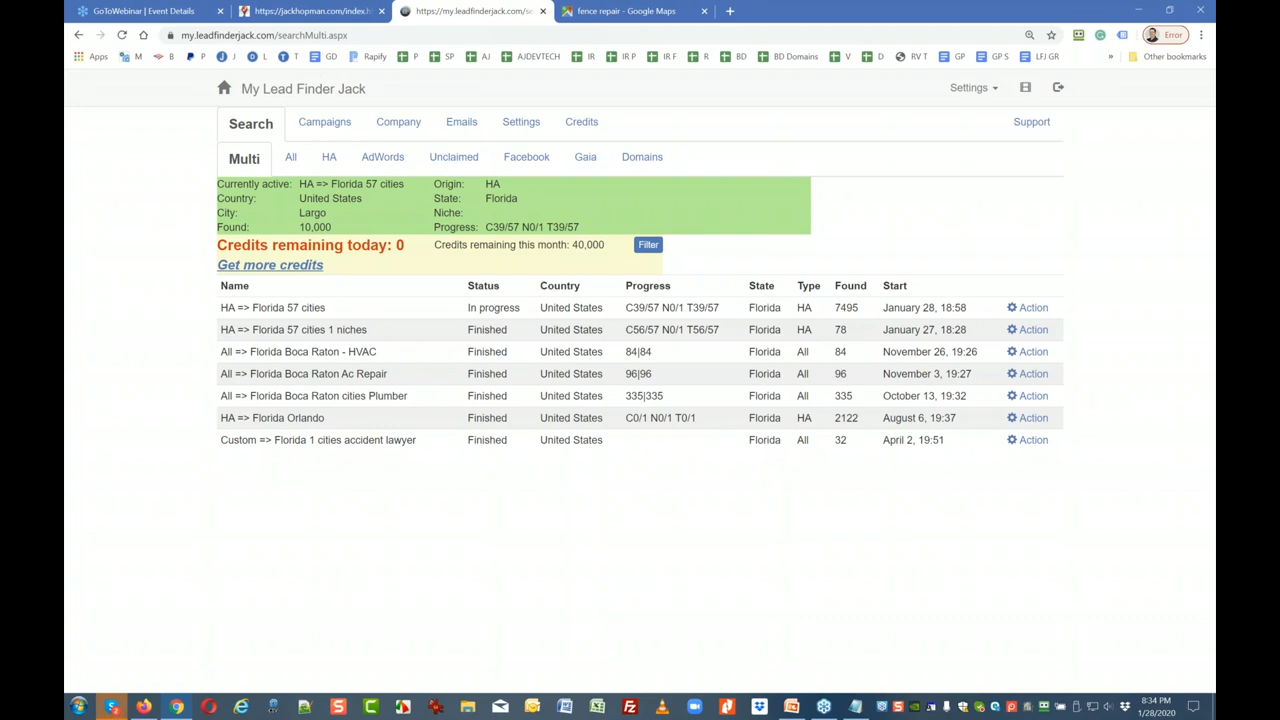 GoToWebinar | Event Details
https://jackhopman.com/index.h
https://my.leadfinderjack.com/se
fence repair - Google Maps
my.leadfinderjack.com/searchMulti.aspx
Error
Apps M B P J L T GD Rapify P SP AJ AJDEVTECH IR IR P IR F R BD BD Domains V D RV T GP GP S LFJ GR » Other bookmarks
My Lead Finder Jack
Settings
Search Campaigns Company Emails Settings Credits Support
Multi All HA AdWords Unclaimed Facebook Gaia Domains
Currently active: HA => Florida 57 cities Origin: HA
Country: United States State: Florida
City: Largo Niche:
Found: 10,000 Progress: C39/57 N0/1 T39/57
Credits remaining today: 0 Credits remaining this month: 40,000 Filter
Get more credits
Name Status Country Progress State Type Found Start
HA => Florida 57 cities In progress United States C39/57 N0/1 T39/57 Florida HA 7495 January 28, 18:58 Action
HA => Florida 57 cities 1 niches Finished United States C56/57 N0/1 T56/57 Florida HA 78 January 27, 18:28 Action
All => Florida Boca Raton - HVAC Finished United States 84|84 Florida All 84 November 26, 19:26 Action
All => Florida Boca Raton Ac Repair Finished United States 96|96 Florida All 96 November 3, 19:27 Action
All => Florida Boca Raton cities Plumber Finished United States 335|335 Florida All 335 October 13, 19:32 Action
HA => Florida Orlando Finished United States C0/1 N0/1 T0/1 Florida HA 2122 August 6, 19:37 Action
Custom => Florida 1 cities accident lawyer Finished United States Florida All 32 April 2, 19:51 Action
8:34 PM
1/28/2020